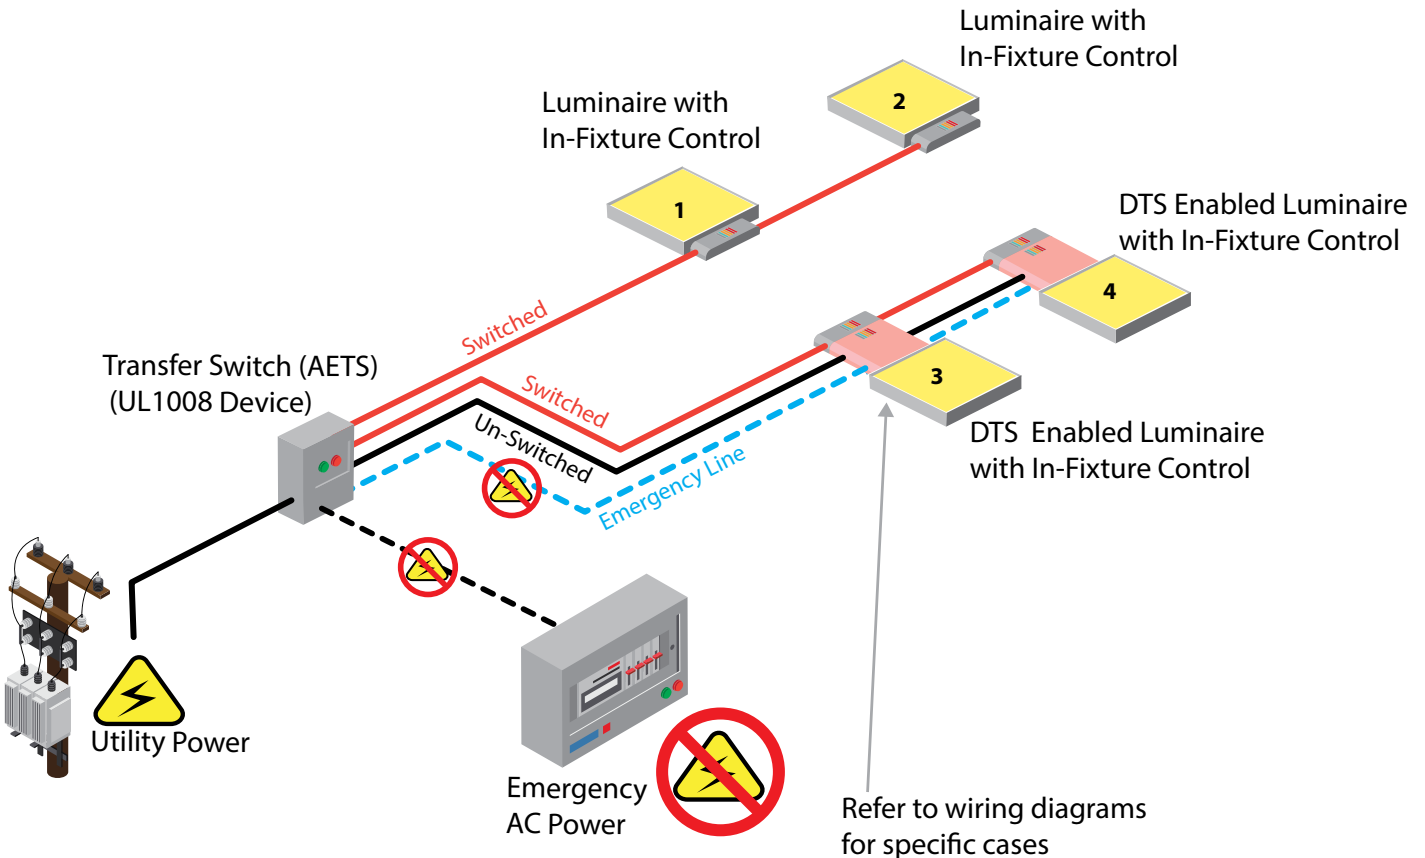 Luminaire with
In-Fixture Control
2
Luminaire with
In-Fixture Control
1
DTS Enabled Luminaire
with In-Fixture Control
4
Switched
Transfer Switch (AETS)
(UL1008 Device)
Switched
3
Un-Switched
DTS Enabled Luminaire
with In-Fixture Control
Emergency Line
Utility Power
Emergency
AC Power
Refer to wiring diagrams
for specific cases